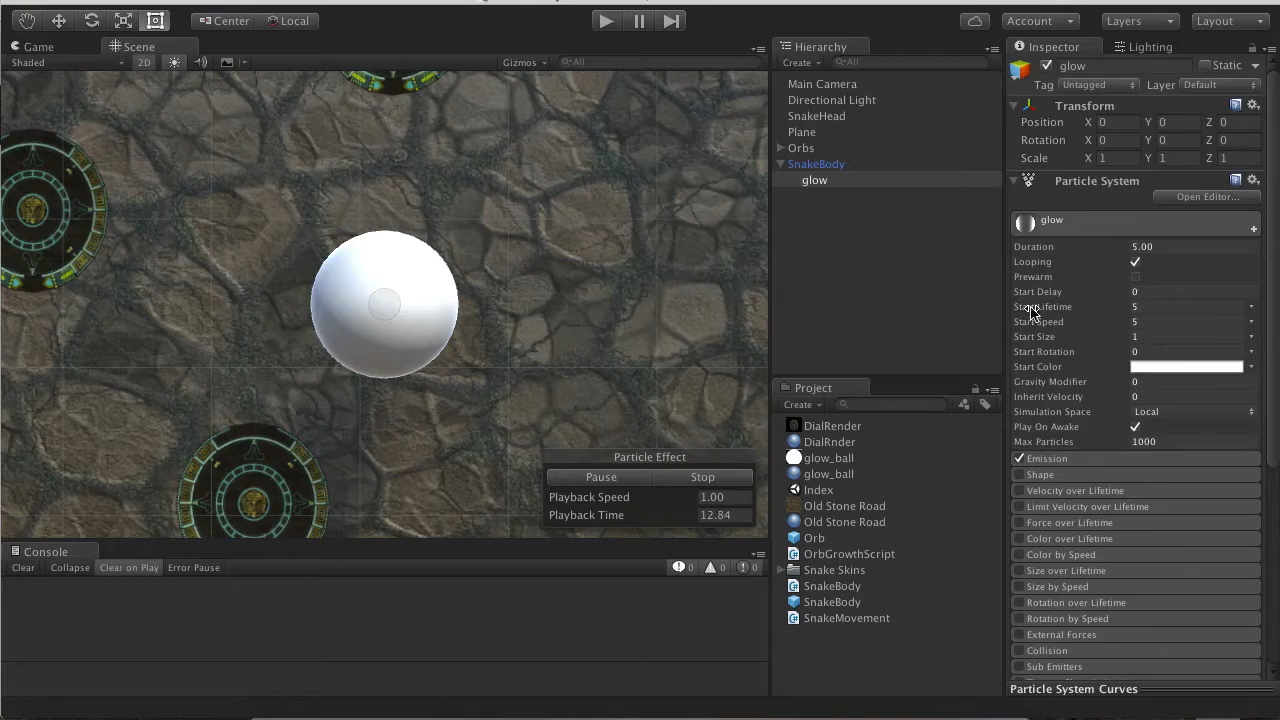 Center
Local
Account
Layers
Layout
Game
Scene
Hierarchy
Inspector
Lighting
Shaded
2D
Gizmos
All
Create
All
glow
Static
Tag
Untagged
Layer
Default
Main Camera
Directional Light
SnakeHead
Plane
Orbs
SnakeBody
glow
Transform
Position X 0 Y 0 Z 0
Rotation X 0 Y 0 Z 0
Scale X 1 Y 1 Z 1
Particle System
Open Editor...
glow
Duration 5.00
Looping
Prewarm
Start Delay 0
Start Lifetime 5
Start Speed 5
Start Size 1
Start Rotation 0
Start Color
Gravity Modifier 0
Inherit Velocity 0
Simulation Space Local
Play On Awake
Max Particles 1000
Emission
Shape
Velocity over Lifetime
Limit Velocity over Lifetime
Force over Lifetime
Color over Lifetime
Color by Speed
Size over Lifetime
Size by Speed
Rotation over Lifetime
Rotation by Speed
External Forces
Collision
Sub Emitters
Particle System Curves
Project
Create
DialRender
DialRnder
glow_ball
glow_ball
Index
Old Stone Road
Old Stone Road
Orb
OrbGrowthScript
Snake Skins
SnakeBody
SnakeBody
SnakeMovement
Particle Effect
Pause
Stop
Playback Speed 1.00
Playback Time 12.84
Console
Clear
Collapse
Clear on Play
Error Pause
0
0
0